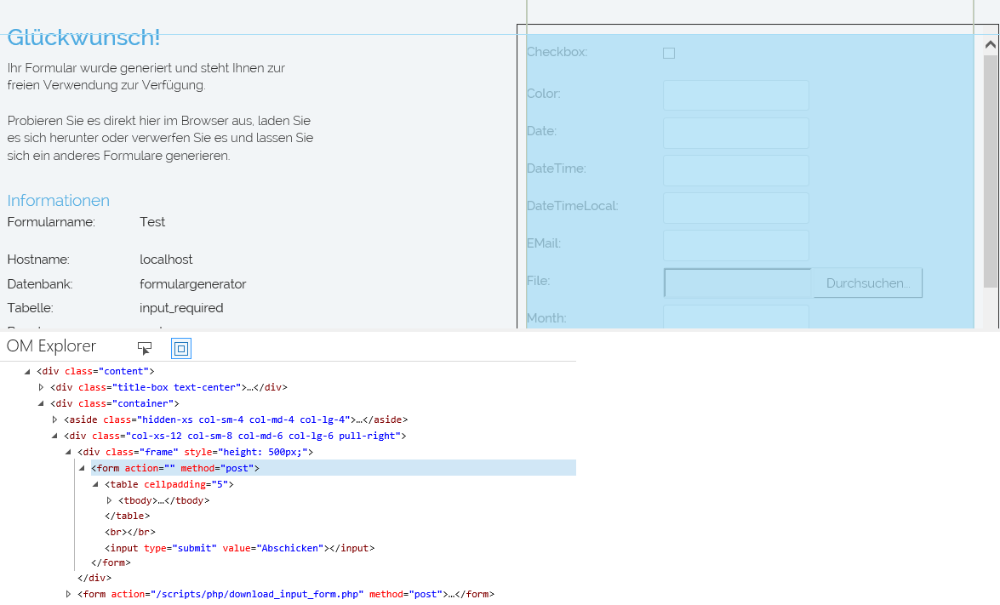 Glückwunsch!
Ihr Formular wurde generiert und steht Ihnen zur
freien Verwendung zur Verfügung.
Probieren Sie es direkt hier im Browser aus, laden Sie
es sich herunter oder verwerfen Sie es und lassen Sie
sich ein anderes Formulare generieren.
Informationen
Formularname: Test
Hostname: localhost
Datenbank: formulargenerator
Tabelle: input_required
Checkbox:
Color:
Date:
DateTime:
DateTimeLocal:
EMail:
File: Durchsuchen...
Month:
OM Explorer
<div class="content">
<div class="title-box text-center">…</div>
<div class="container">
<aside class="hidden-xs col-sm-4 col-md-4 col-lg-4">…</aside>
<div class="col-xs-12 col-sm-8 col-md-6 col-lg-6 pull-right">
<div class="frame" style="height: 500px;">
<form action="" method="post">
<table cellpadding="5">
<tbody>…</tbody>
</table>
<br></br>
<input type="submit" value="Abschicken"></input>
</form>
</div>
<form action="/scripts/php/download_input_form.php" method="post">…</form>